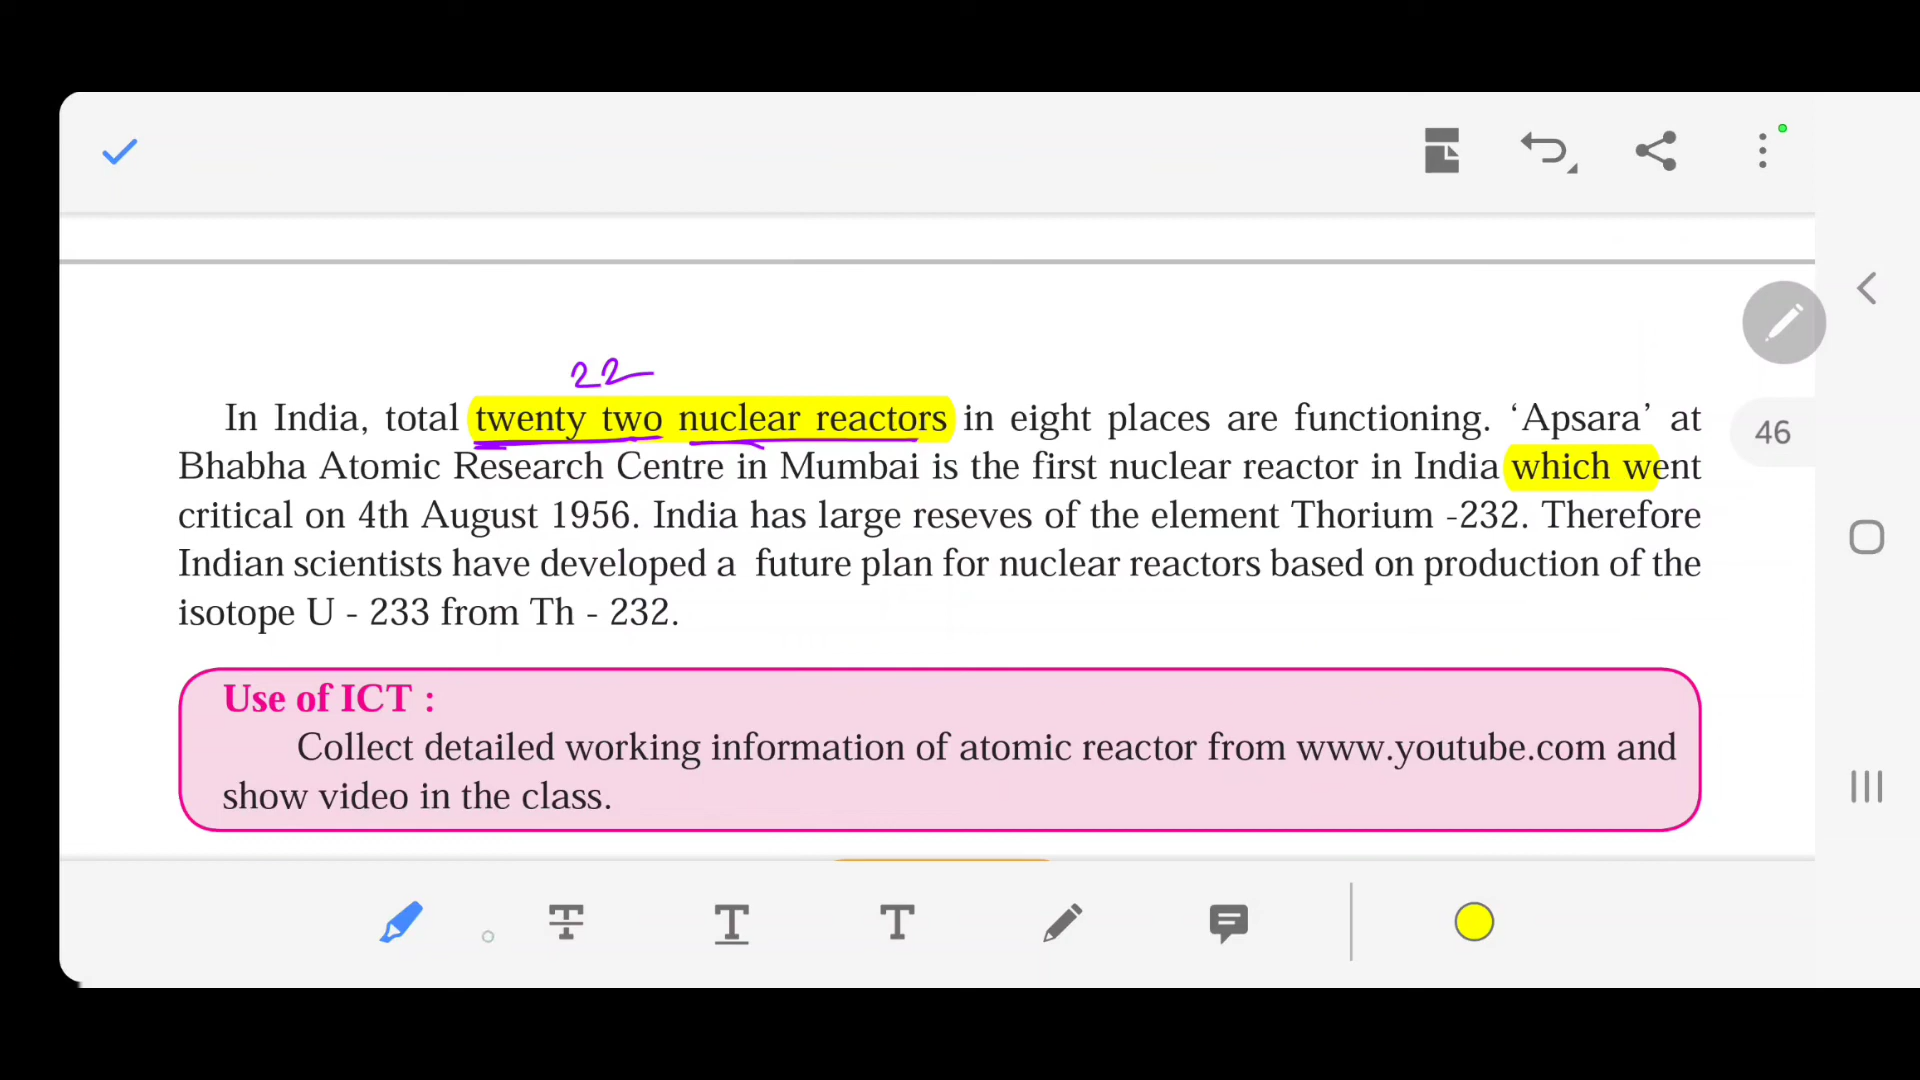 46
22
In India, total twenty two nuclear reactors in eight places are functioning. ‘Apsara’ at
Bhabha Atomic Research Centre in Mumbai is the first nuclear reactor in India which went
critical on 4th August 1956. India has large reseves of the element Thorium -232. Therefore
Indian scientists have developed a future plan for nuclear reactors based on production of the
isotope U - 233 from Th - 232.
Use of ICT :
Collect detailed working information of atomic reactor from www.youtube.com and
show video in the class.
T T T